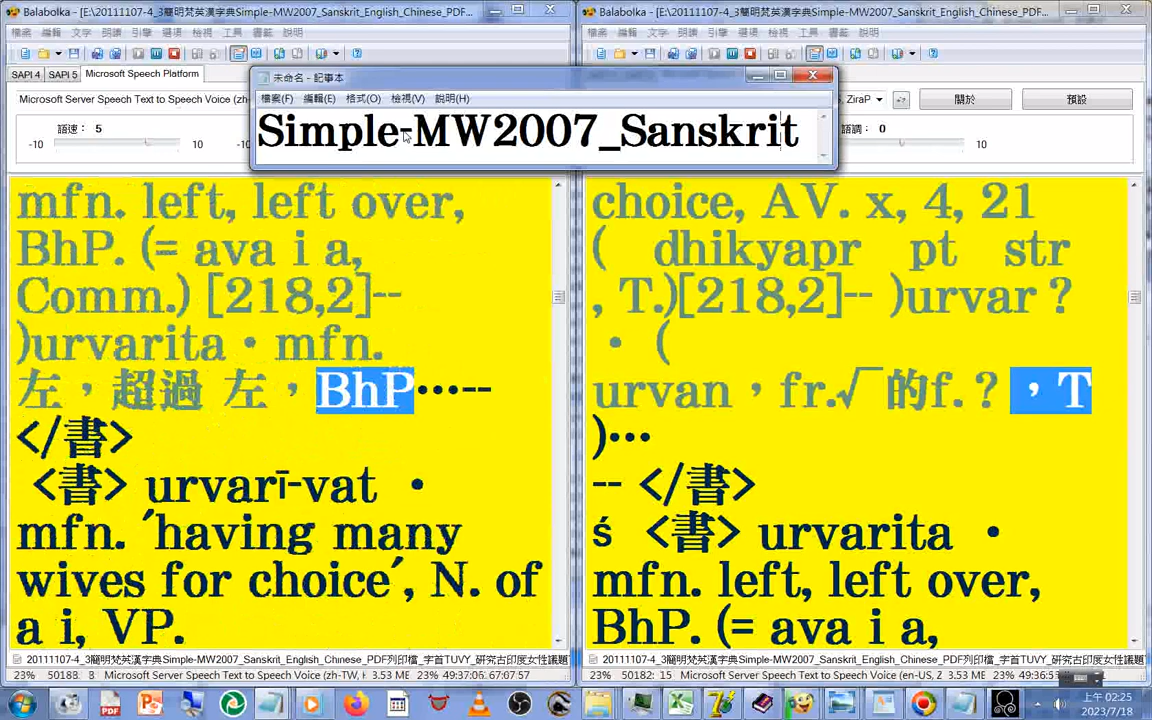 Balabolka - [E:\20111107-4_3簡明梵英漢字典Simple-MW2007_Sanskrit_English_Chinese_PDF...
檔案 編輯 文字 朗讀 引擎 選項 檢視 工具 書籤 說明
SAPI 4 SAPI 5 Microsoft Speech Platform
Microsoft Server Speech Text to Speech Voice (zh-
語速： 5
-10 10
mfn. left, left over,
BhP. (= ava i a,
Comm.) [218,2]--
)urvarita • mfn.
左，超過 左，BhP…--
</書>
<書> urvarī-vat •
mfn. ′having many
wives for choice′, N. of
a i, VP.
20111107-4_3簡明梵英漢字典Simple-MW2007_Sanskrit_English_Chinese_PDF列印檔_字首TUVY_研究古印度女性議題
23% 50188: 8 Microsoft Server Speech Text to Speech Voice (zh-TW, 3.53 MB 49:37:06/67:07:57
未命名 - 記事本
檔案(F) 編輯(E) 格式(O) 檢視(V) 說明(H)
Simple-MW2007_Sanskrit
Balabolka - [E:\20111107-4_3簡明梵英漢字典Simple-MW2007_Sanskrit_English_Chinese_PDF...
檔案 編輯 文字 朗讀 引擎 選項 檢視 工具 書籤 說明
, ZiraP 關於 預設
語調： 0
10
choice, AV. x, 4, 21
( dhikyapr pt str
, T.)[218,2]-- )urvar？
• (
urvan，fr.√ 的f.？，T
)…
-- </書>
ś <書> urvarita •
mfn. left, left over,
BhP. (= ava i a,
20111107-4_3簡明梵英漢字典Simple-MW2007_Sanskrit_English_Chinese_PDF列印檔_字首TUVY_研究古印度女性議題
23% 50182: 15 Microsoft Server Speech Text to Speech Voice (en-US, Z 3.53 MB 49:36:53
上午 02:25
2023/7/18